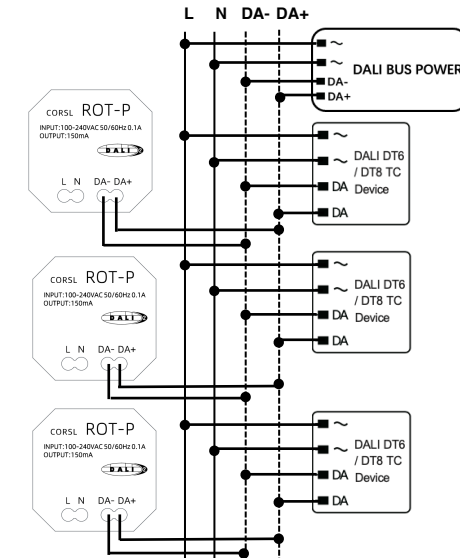 L N DA- DA+
~
~
DALI BUS POWER
DA-
DA+
CORSL ROT-P
INPUT:100-240VAC 50/60Hz 0.1A
OUTPUT:150mA
DALI
L N DA- DA+
~
~ DALI DT6
/ DT8 TC
DA Device
DA
CORSL ROT-P
INPUT:100-240VAC 50/60Hz 0.1A
OUTPUT:150mA
DALI
L N DA- DA+
~
~ DALI DT6
/ DT8 TC
DA Device
DA
CORSL ROT-P
INPUT:100-240VAC 50/60Hz 0.1A
OUTPUT:150mA
DALI
L N DA- DA+
~
~ DALI DT6
/ DT8 TC
DA Device
DA